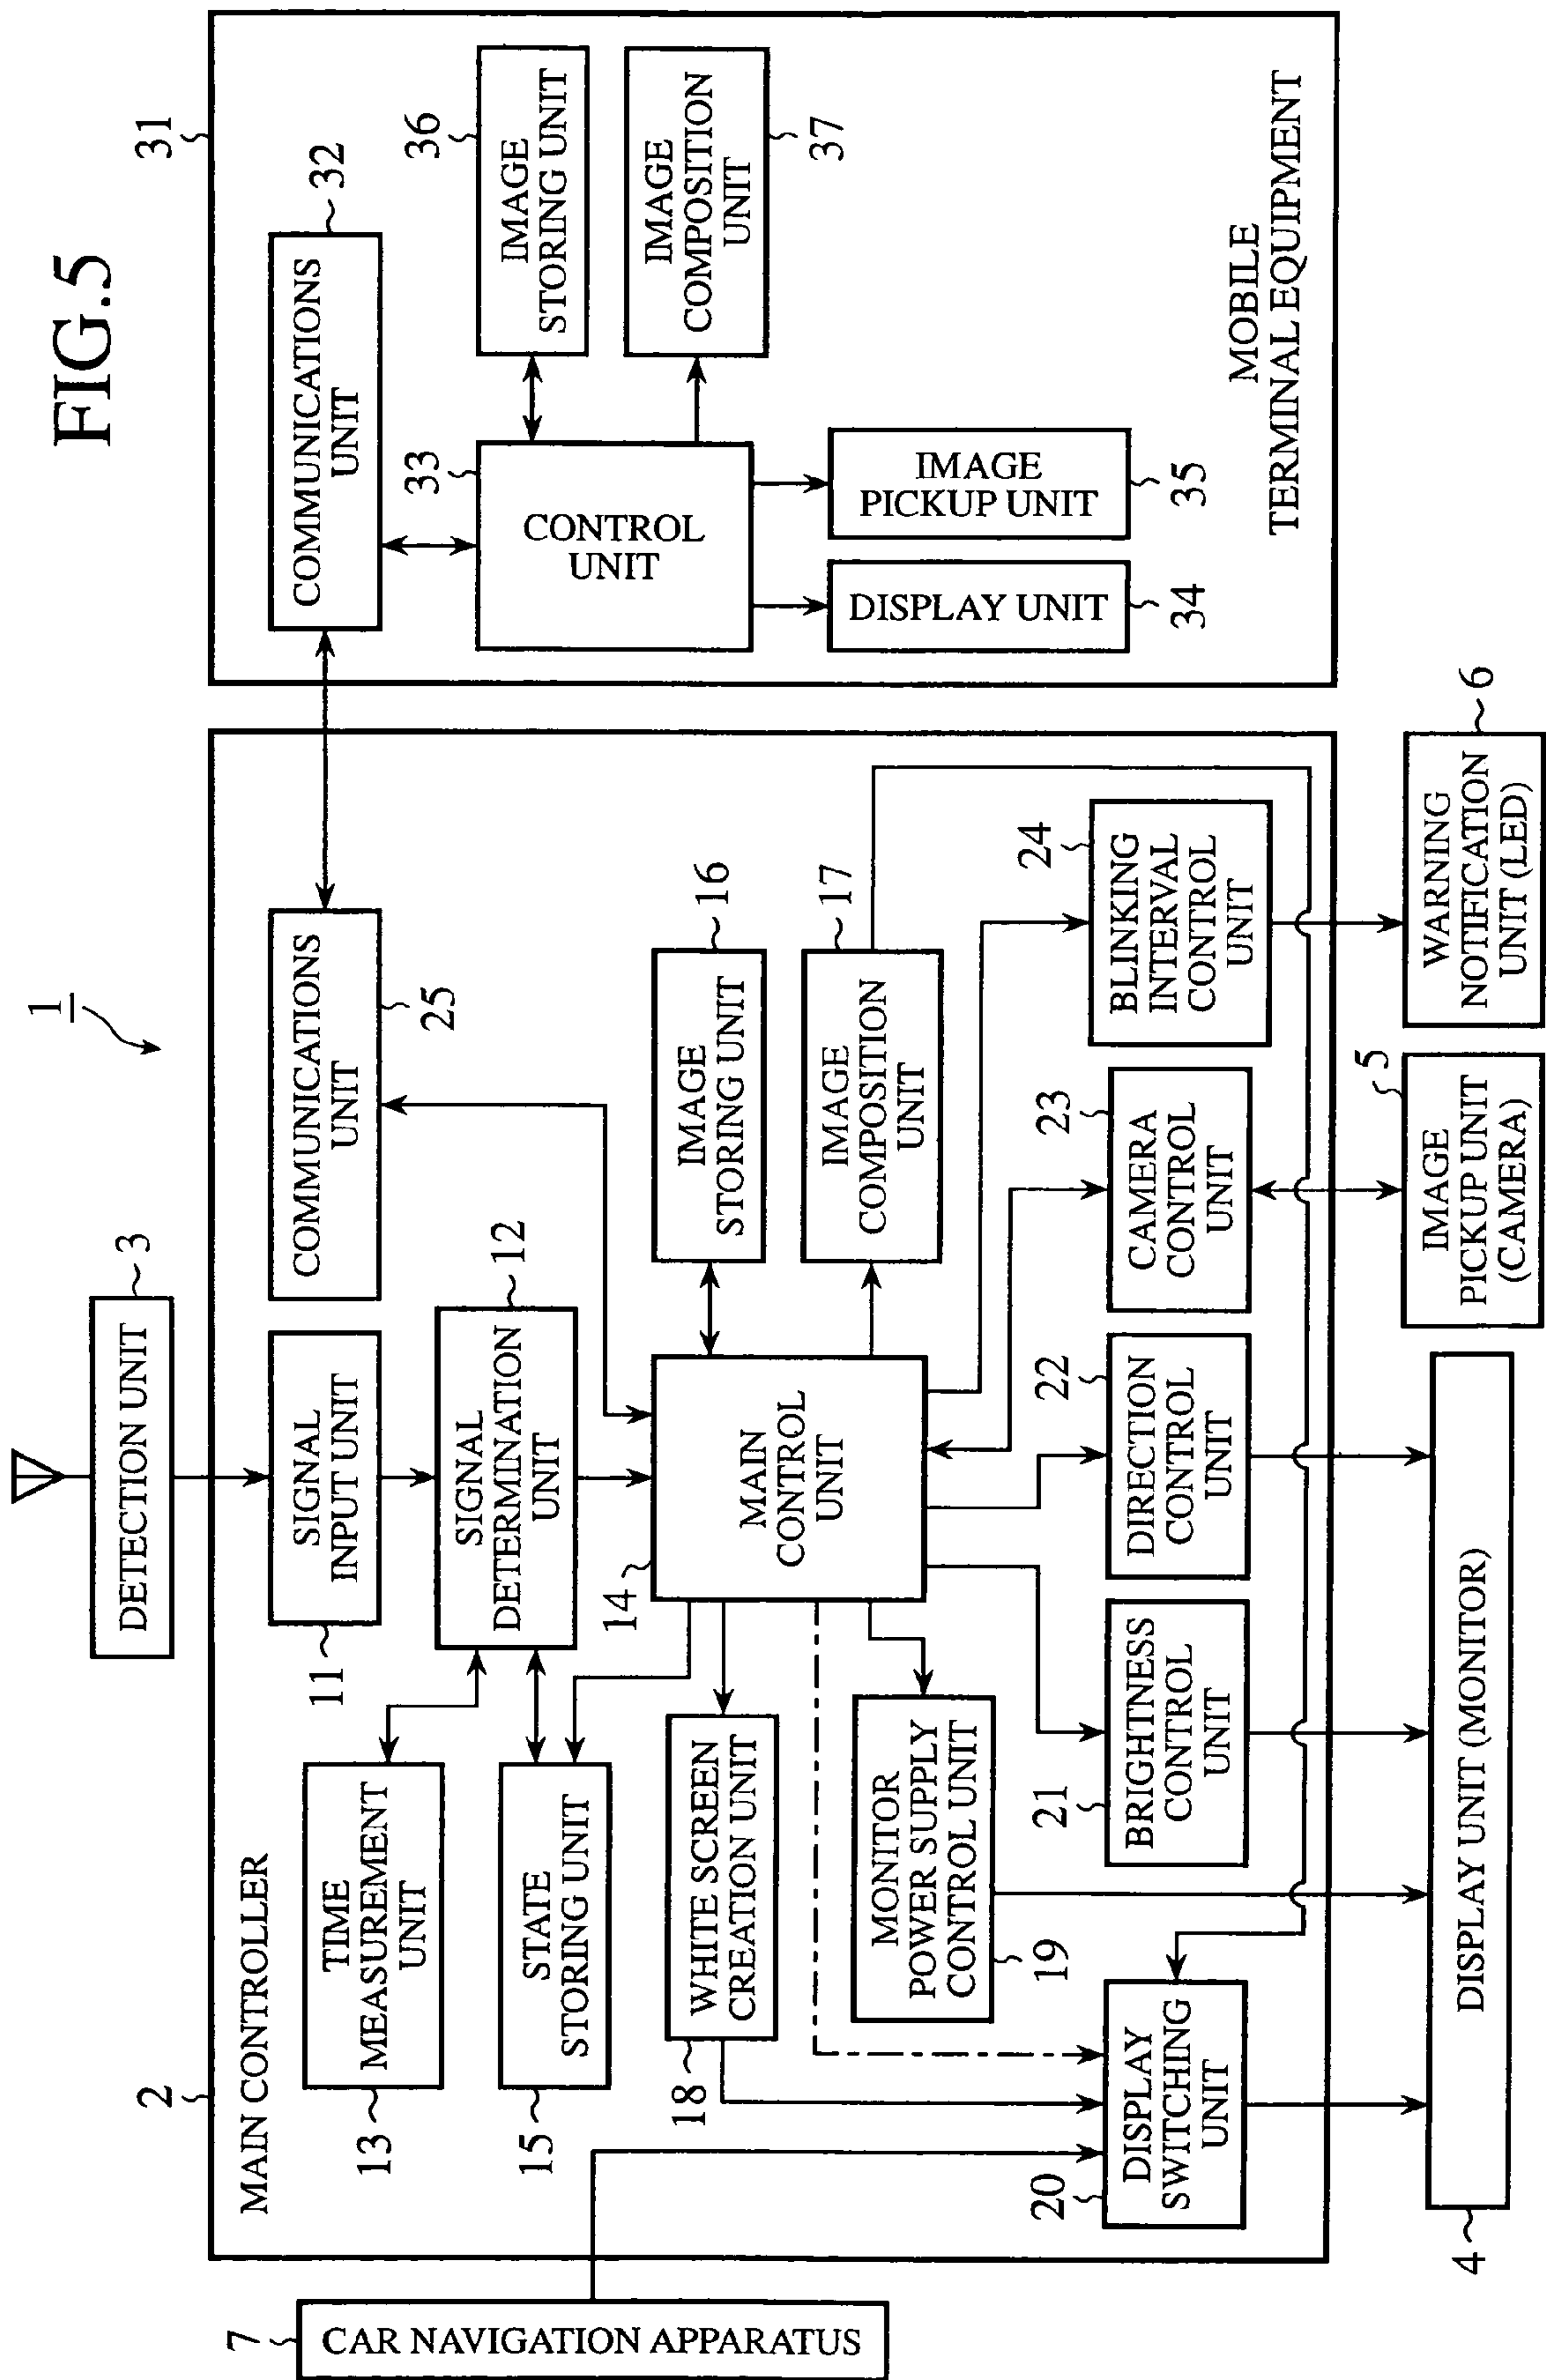 FIG.5
1
2
MAIN CONTROLLER
3
DETECTION UNIT
11
SIGNAL
INPUT UNIT
12
SIGNAL
DETERMINATION
UNIT
13
TIME
MEASUREMENT
UNIT
15
STATE
STORING UNIT
14
MAIN
CONTROL
UNIT
COMMUNICATIONS
UNIT
25
IMAGE
STORING UNIT
16
IMAGE
COMPOSITION
UNIT
17
WHITE SCREEN
CREATION UNIT
18
MONITOR
POWER SUPPLY
CONTROL UNIT
19
20
DISPLAY
SWITCHING
UNIT
21
BRIGHTNESS
CONTROL
UNIT
22
DIRECTION
CONTROL
UNIT
23
CAMERA
CONTROL
UNIT
24
BLINKING
INTERVAL
CONTROL
UNIT
7
CAR NAVIGATION APPARATUS
4
DISPLAY UNIT (MONITOR)
5
IMAGE
PICKUP UNIT
(CAMERA)
6
WARNING
NOTIFICATION
UNIT (LED)
31
COMMUNICATIONS
UNIT
32
33
CONTROL
UNIT
36
IMAGE
STORING UNIT
IMAGE
COMPOSITION
UNIT
37
DISPLAY UNIT
34
IMAGE
PICKUP UNIT
35
MOBILE
TERMINAL EQUIPMENT